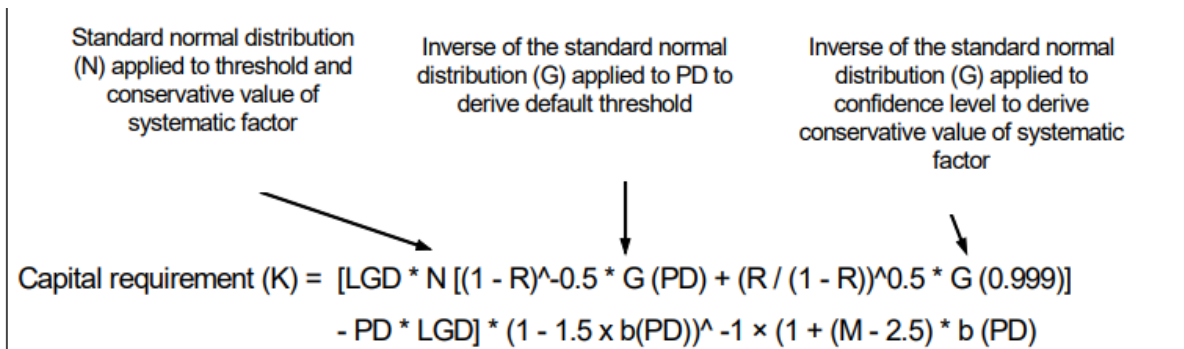 Standard normal distribution
(N) applied to threshold and
conservative value of
systematic factor
Inverse of the standard normal
distribution (G) applied to PD to
derive default threshold
Inverse of the standard normal
distribution (G) applied to
confidence level to derive
conservative value of systematic
factor
Capital requirement (K) = [LGD * N [(1 - R)^-0.5 * G (PD) + (R / (1 - R))^0.5 * G (0.999)]
- PD * LGD] * (1 - 1.5 x b(PD))^ -1 × (1 + (M - 2.5) * b (PD)